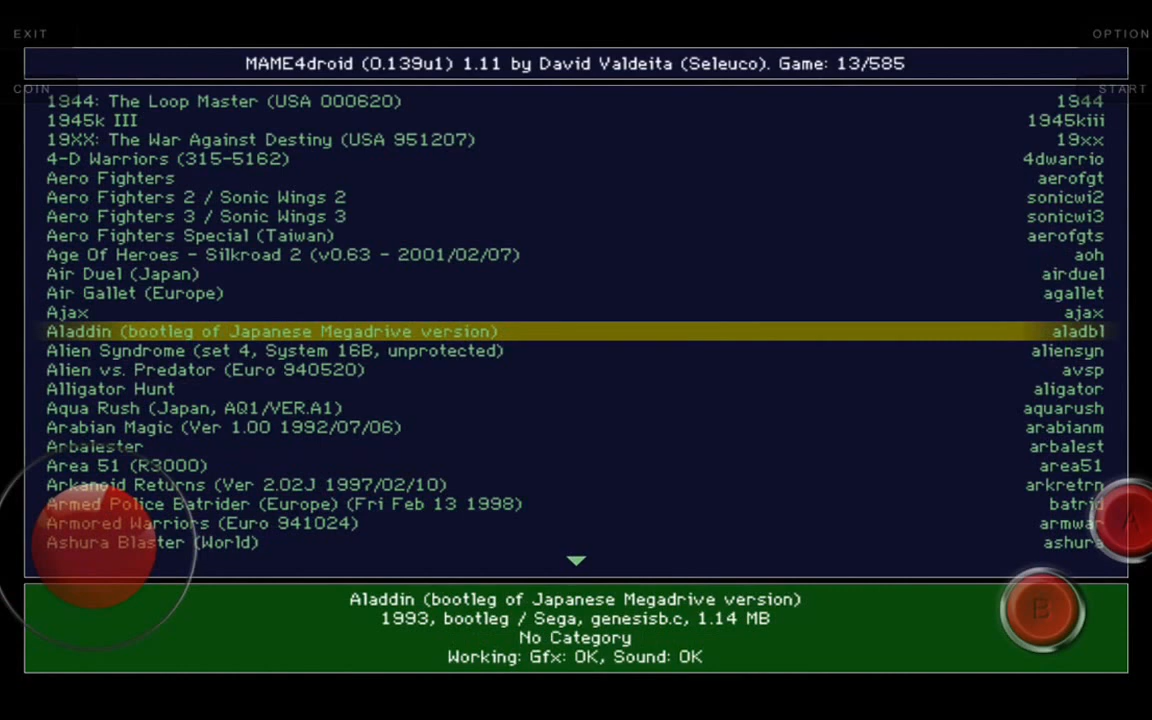 EXIT
OPTION
MAME4droid (0.139u1) 1.11 by David Valdeita (Seleuco). Game: 13/585
COIN
START
1944: The Loop Master (USA 000620) 1944
1945k III 1945kiii
19XX: The War Against Destiny (USA 951207) 19xx
4-D Warriors (315-5162) 4dwarrio
Aero Fighters aerofgt
Aero Fighters 2 / Sonic Wings 2 sonicwi2
Aero Fighters 3 / Sonic Wings 3 sonicwi3
Aero Fighters Special (Taiwan) aerofgts
Age Of Heroes - Silkroad 2 (v0.63 - 2001/02/07) aoh
Air Duel (Japan) airduel
Air Gallet (Europe) agallet
Ajax ajax
Aladdin (bootleg of Japanese Megadrive version) aladbl
Alien Syndrome (set 4, System 16B, unprotected) aliensyn
Alien vs. Predator (Euro 940520) avsp
Alligator Hunt aligator
Aqua Rush (Japan, AQ1/VER.A1) aquarush
Arabian Magic (Ver 1.00 1992/07/06) arabianm
Arbalester arbalest
Area 51 (R3000) area51
Arkanoid Returns (Ver 2.02J 1997/02/10) arkretrn
Armed Police Batrider (Europe) (Fri Feb 13 1998) batrid
Armored Warriors (Euro 941024) armwar
Ashura Blaster (World) ashura
A
B
Aladdin (bootleg of Japanese Megadrive version)
1993, bootleg / Sega, genesisb.c, 1.14 MB
No Category
Working: Gfx: OK, Sound: OK